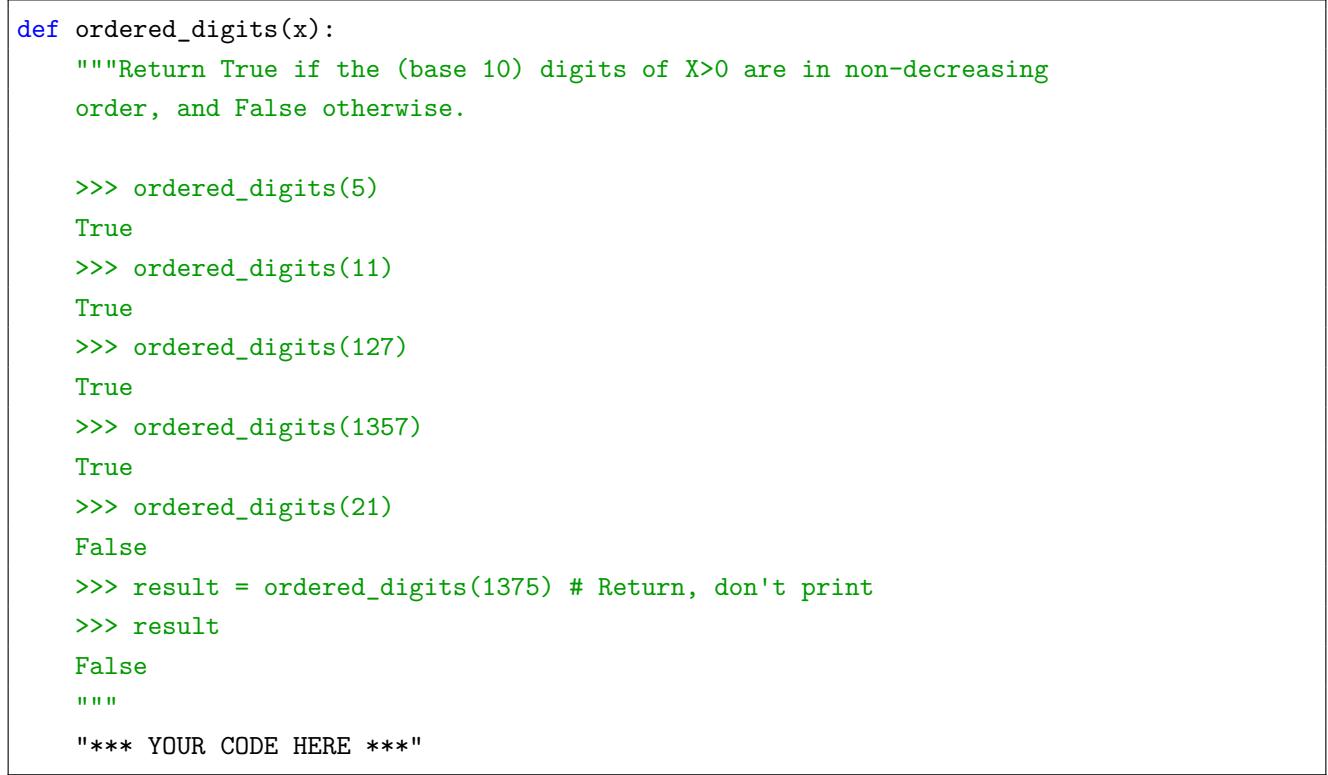 def ordered_digits(x):
    """Return True if the (base 10) digits of X>0 are in non-decreasing
    order, and False otherwise.

    >>> ordered_digits(5)
    True
    >>> ordered_digits(11)
    True
    >>> ordered_digits(127)
    True
    >>> ordered_digits(1357)
    True
    >>> ordered_digits(21)
    False
    >>> result = ordered_digits(1375) # Return, don't print
    >>> result
    False
    """
    "*** YOUR CODE HERE ***"